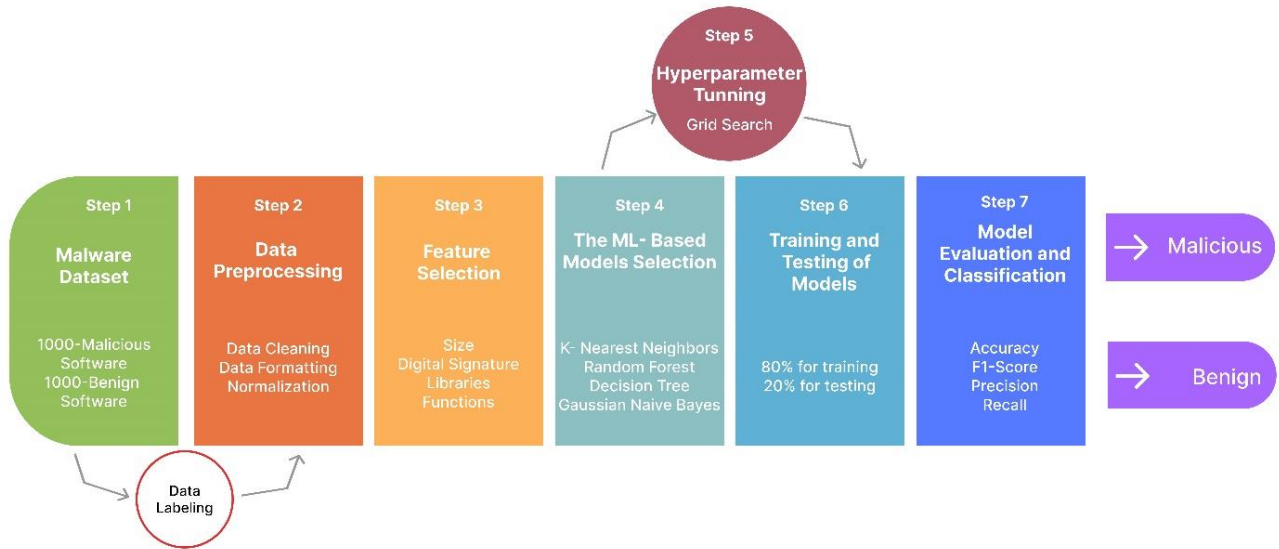 Step 1
Malware
Dataset
1000-Malicious
Software
1000-Benign
Software
Data
Labeling
Step 2
Data
Preprocessing
Data Cleaning
Data Formatting
Normalization
Step 3
Feature
Selection
Size
Digital Signature
Libraries
Functions
Step 4
The ML- Based
Models Selection
K- Nearest Neighbors
Random Forest
Decision Tree
Gaussian Naive Bayes
Step 5
Hyperparameter
Tunning
Grid Search
Step 6
Training and
Testing of
Models
80% for training
20% for testing
Step 7
Model
Evaluation and
Classification
Accuracy
F1-Score
Precision
Recall
Malicious
Benign